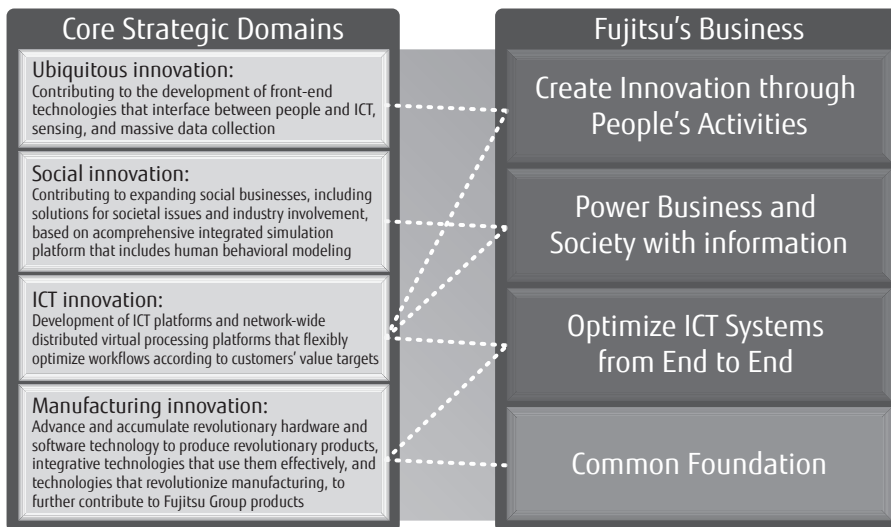 Core Strategic Domains
Ubiquitous innovation:
Contributing to the development of front-end
technologies that interface between people and ICT,
sensing, and massive data collection
Social innovation:
Contributing to expanding social businesses, including
solutions for societal issues and industry involvement,
based on acomprehensive integrated simulation
platform that includes human behavioral modeling
ICT innovation:
Development of ICT platforms and network-wide
distributed virtual processing platforms that flexibly
optimize workflows according to customers' value targets
Manufacturing innovation:
Advance and accumulate revolutionary hardware and
software technology to produce revolutionary products,
integrative technologies that use them effectively, and
technologies that revolutionize manufacturing, to
further contribute to Fujitsu Group products
Fujitsu's Business
Create Innovation through
People's Activities
Power Business and
Society with information
Optimize ICT Systems
from End to End
Common Foundation